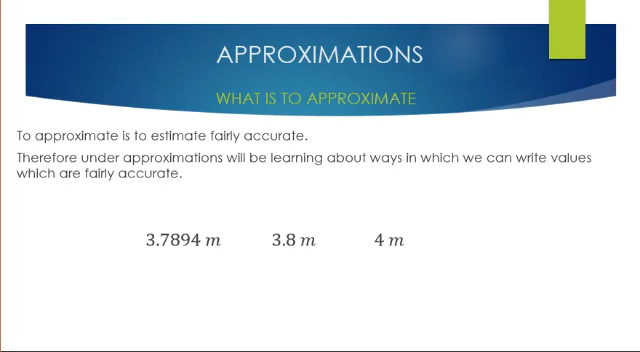 APPROXIMATIONS
WHAT IS TO APPROXIMATE
To approximate is to estimate fairly accurate.
Therefore under approximations will be learning about ways in which we can write values
which are fairly accurate.
3.7894 m 3.8 m 4 m